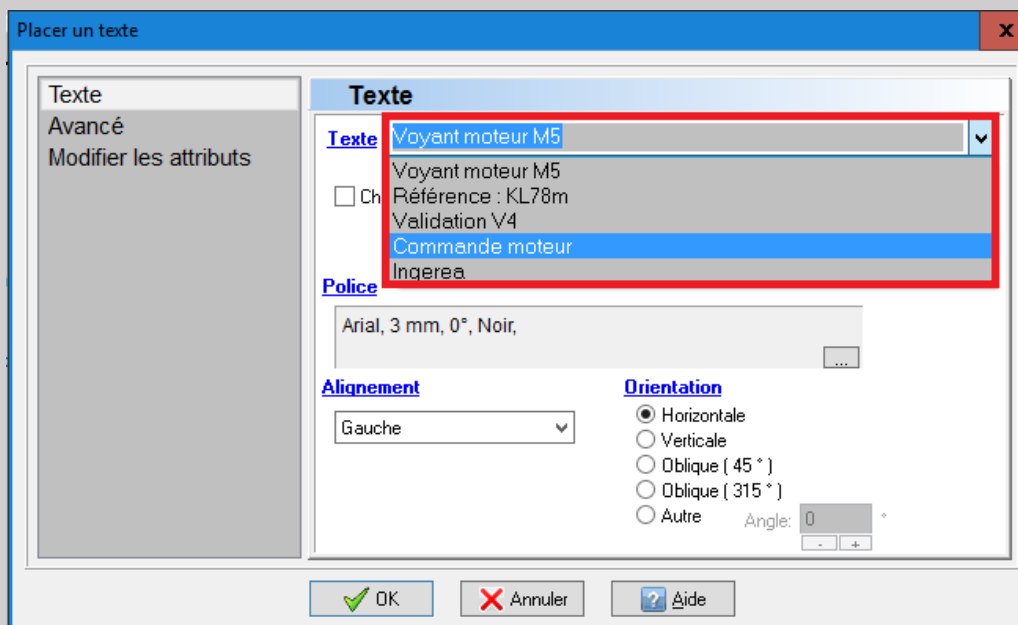 Placer un texte
x
Texte
Avancé
Modifier les attributs
Texte
Texte
Voyant moteur M5
Voyant moteur M5
Ch
Référence : KL78m
Validation V4
Commande moteur
Ingerea
Police
Arial, 3 mm, 0°, Noir,
...
Alignement
Gauche
Orientation
Horizontale
Verticale
Oblique ( 45 ° )
Oblique ( 315 ° )
Autre
Angle: 0 °
- +
OK
Annuler
? Aide